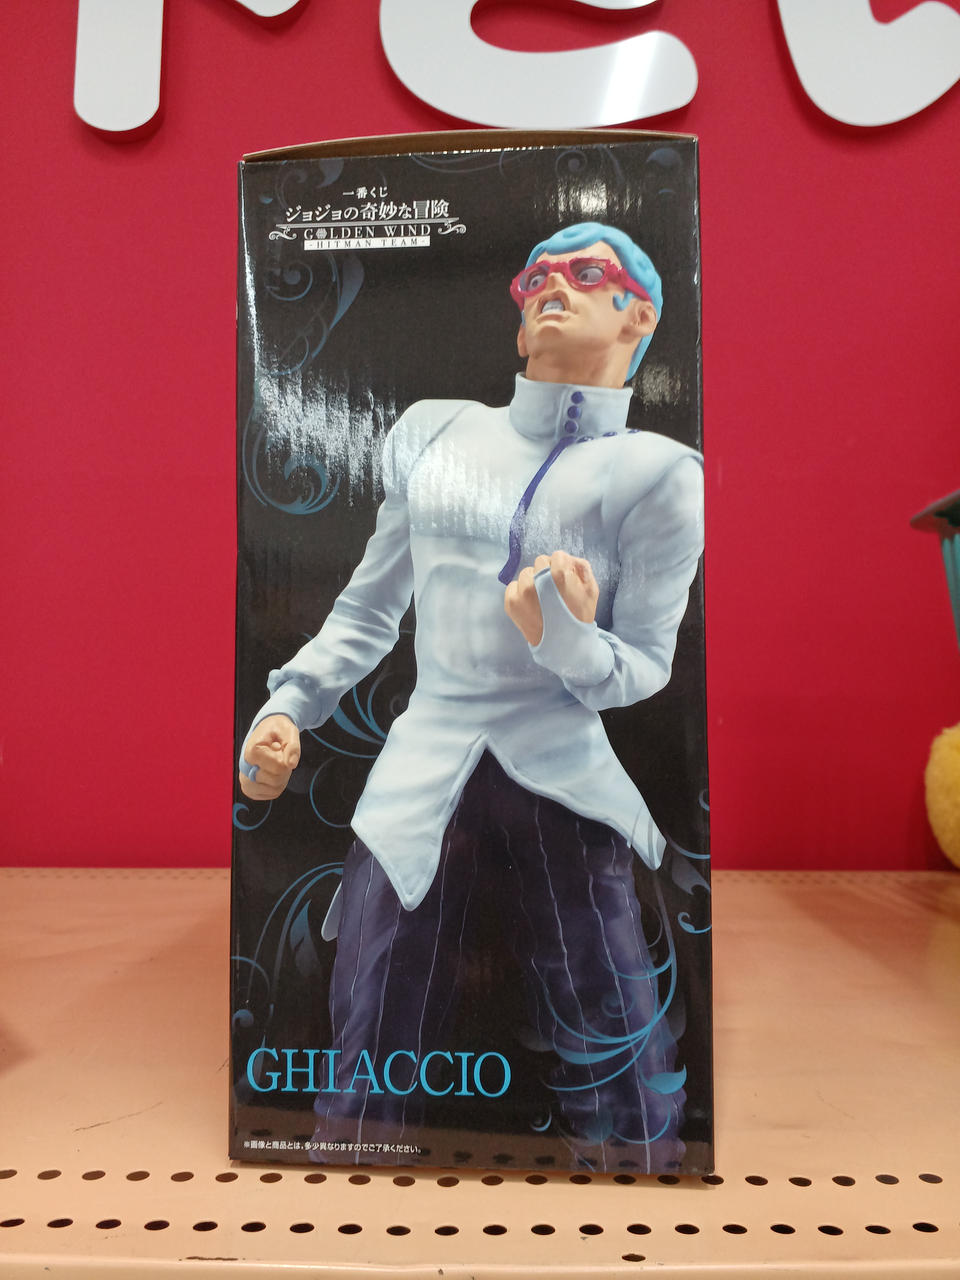 一番くじ
ジョジョの奇妙な冒険
GOLDEN WIND
-HITMAN TEAM-
GHIACCIO
※画像と商品とは、多少異なりますのでご了承ください。